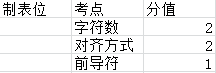 制表位 考点 分值
字符数 2
对齐方式 2
前导符 1